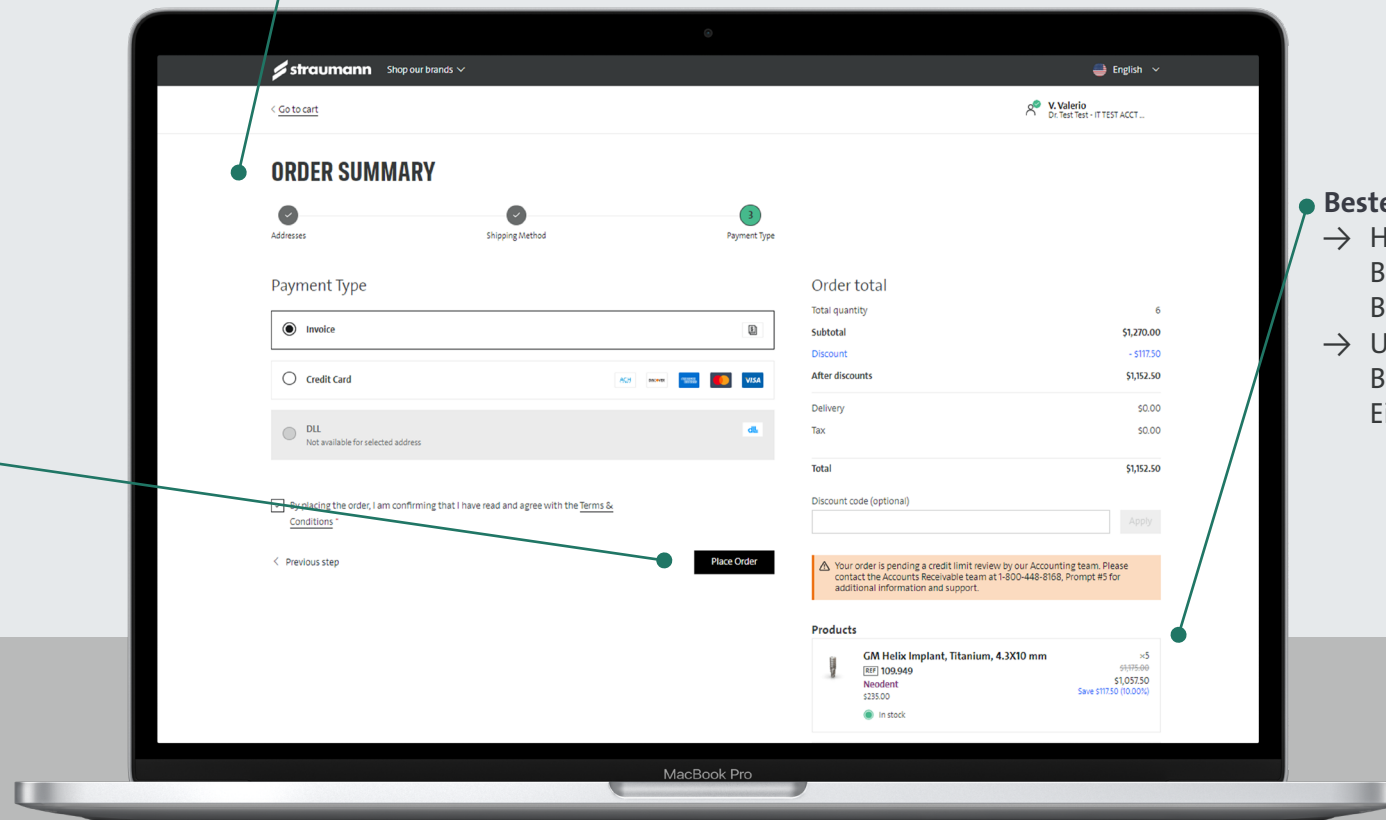 straumann Shop our brands English
Go to cart
V. Valerio
Dr. Test Test - IT TEST ACCT ...
ORDER SUMMARY
3
Addresses Shipping Method Payment Type
Payment Type
Invoice
Credit Card
ACH DISCOVER AMERICAN EXPRESS VISA
DLL
Not available for selected address
dll.
By placing the order, I am confirming that I have read and agree with the Terms &
Conditions *
Previous step
Place Order
Order total
Total quantity 6
Subtotal $1,270.00
Discount - $117.50
After discounts $1,152.50
Delivery $0.00
Tax $0.00
Total $1,152.50
Discount code (optional)
Apply
Your order is pending a credit limit review by our Accounting team. Please
contact the Accounts Receivable team at 1-800-448-8168, Prompt #5 for
additional information and support.
Products
GM Helix Implant, Titanium, 4.3X10 mm ×5
REF 109.949 $1,175.00
Neodent $1,057.50
$235.00 Save $117.50 (10.00%)
In stock
MacBook Pro
Beste
→ H
B
B
→ U
B